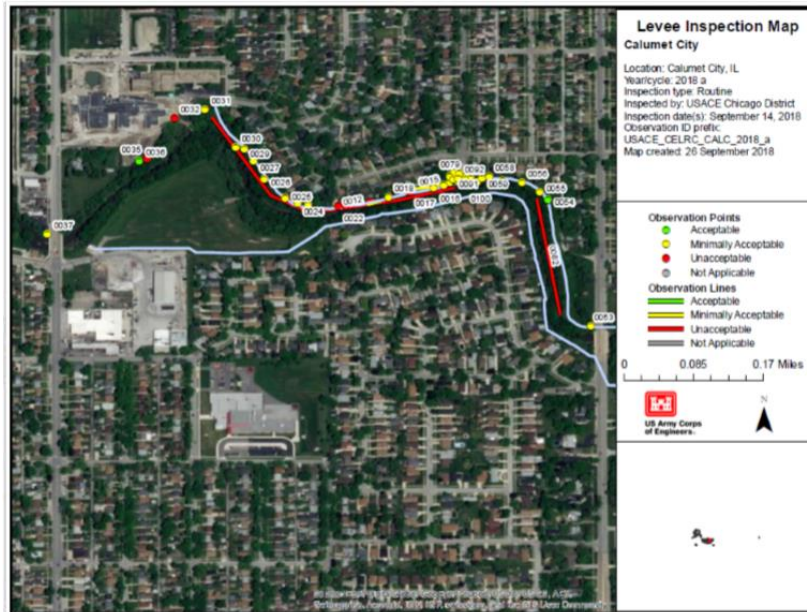 Levee Inspection Map
Calumet City
Location: Calumet City, IL
Year/cycle: 2018 a
Inspection type: Routine
Inspected by: USACE Chicago District
Inspection date(s): September 14, 2018
Observation ID prefix:
USACE_CELRC_CALC_2018_a
Map created: 26 September 2018
Observation Points
Acceptable
Minimally Acceptable
Unacceptable
Not Applicable
Observation Lines
Acceptable
Minimally Acceptable
Unacceptable
Not Applicable
0 0.085 0.17 Miles
N
US Army Corps
of Engineers
0031
0032
0030
0035 0036
0029
0027
0026
0025
0024
0037
0012
0022
0018
0015
0079 0092
0058
0056
0091
0059
0017 0016 0100
0055
0054
0082
0053